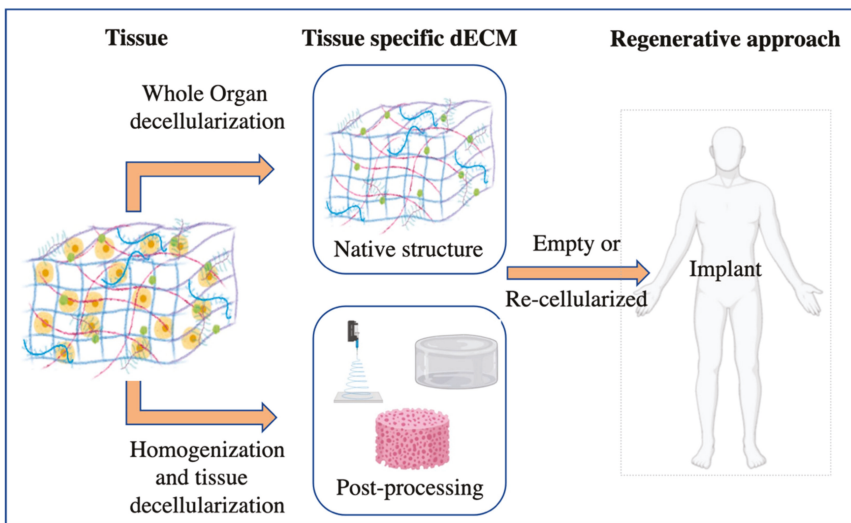 Tissue
Tissue specific dECM
Regenerative approach
Whole Organ
decellularization
Native structure
Empty or
Re-cellularized
Implant
Homogenization
and tissue
decellularization
Post-processing